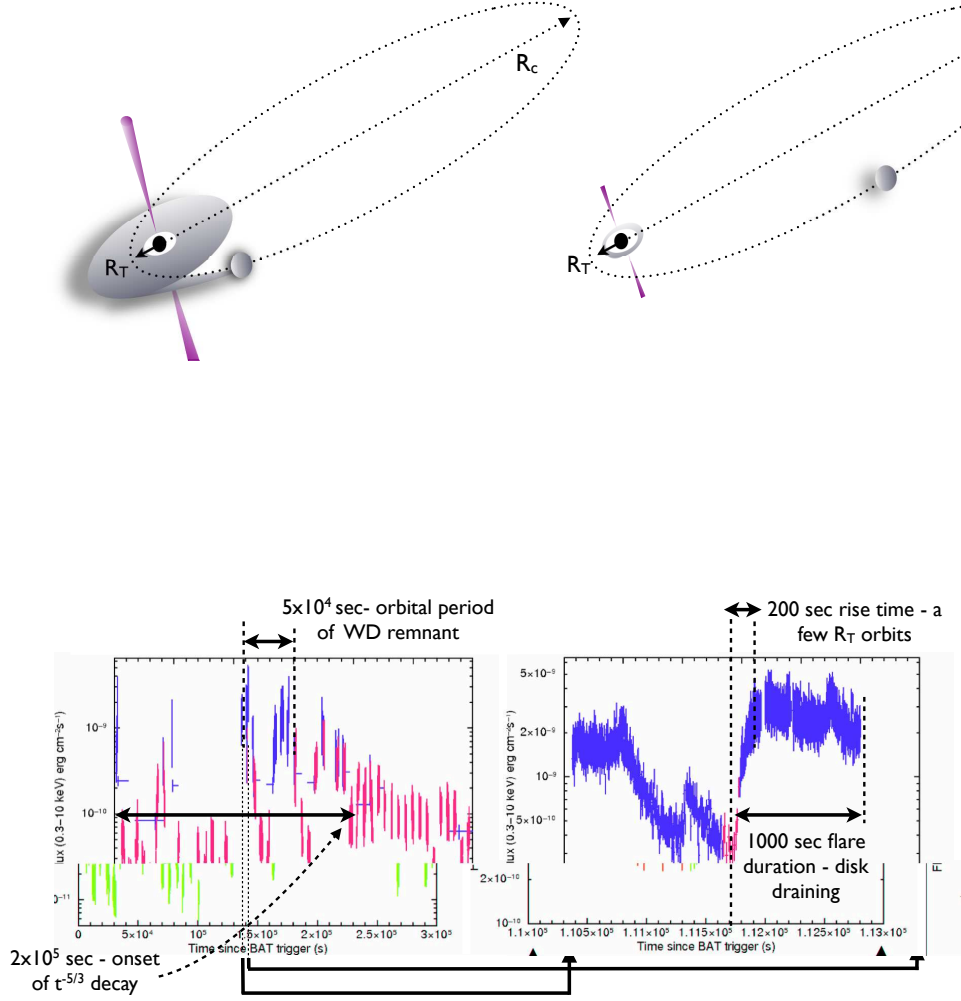 R_c
R_T
R_T
5x10⁴ sec- orbital period
of WD remnant
200 sec rise time - a
few R_T orbits
lux (0.3–10 keV) erg cm⁻²s⁻¹)
10⁻⁹
10⁻¹⁰
10⁻¹¹
0
5x10⁴
10⁵
1.5x10⁵
2x10⁵
2.5x10⁵
3x10⁵
Time since BAT trigger (s)
2x10⁵ sec - onset
of t⁻⁵/³ decay
lux (0.3–10 keV) erg cm⁻²s⁻¹)
5x10⁻⁹
2x10⁻⁹
10⁻⁹
5x10⁻¹⁰
2x10⁻¹⁰
10⁻¹⁰
1000 sec flare
duration - disk
draining
1.1x10⁵
1.105x10⁵
1.11x10⁵
1.115x10⁵
1.12x10⁵
1.125x10⁵
1.13x10⁵
Time since BAT trigger (s)